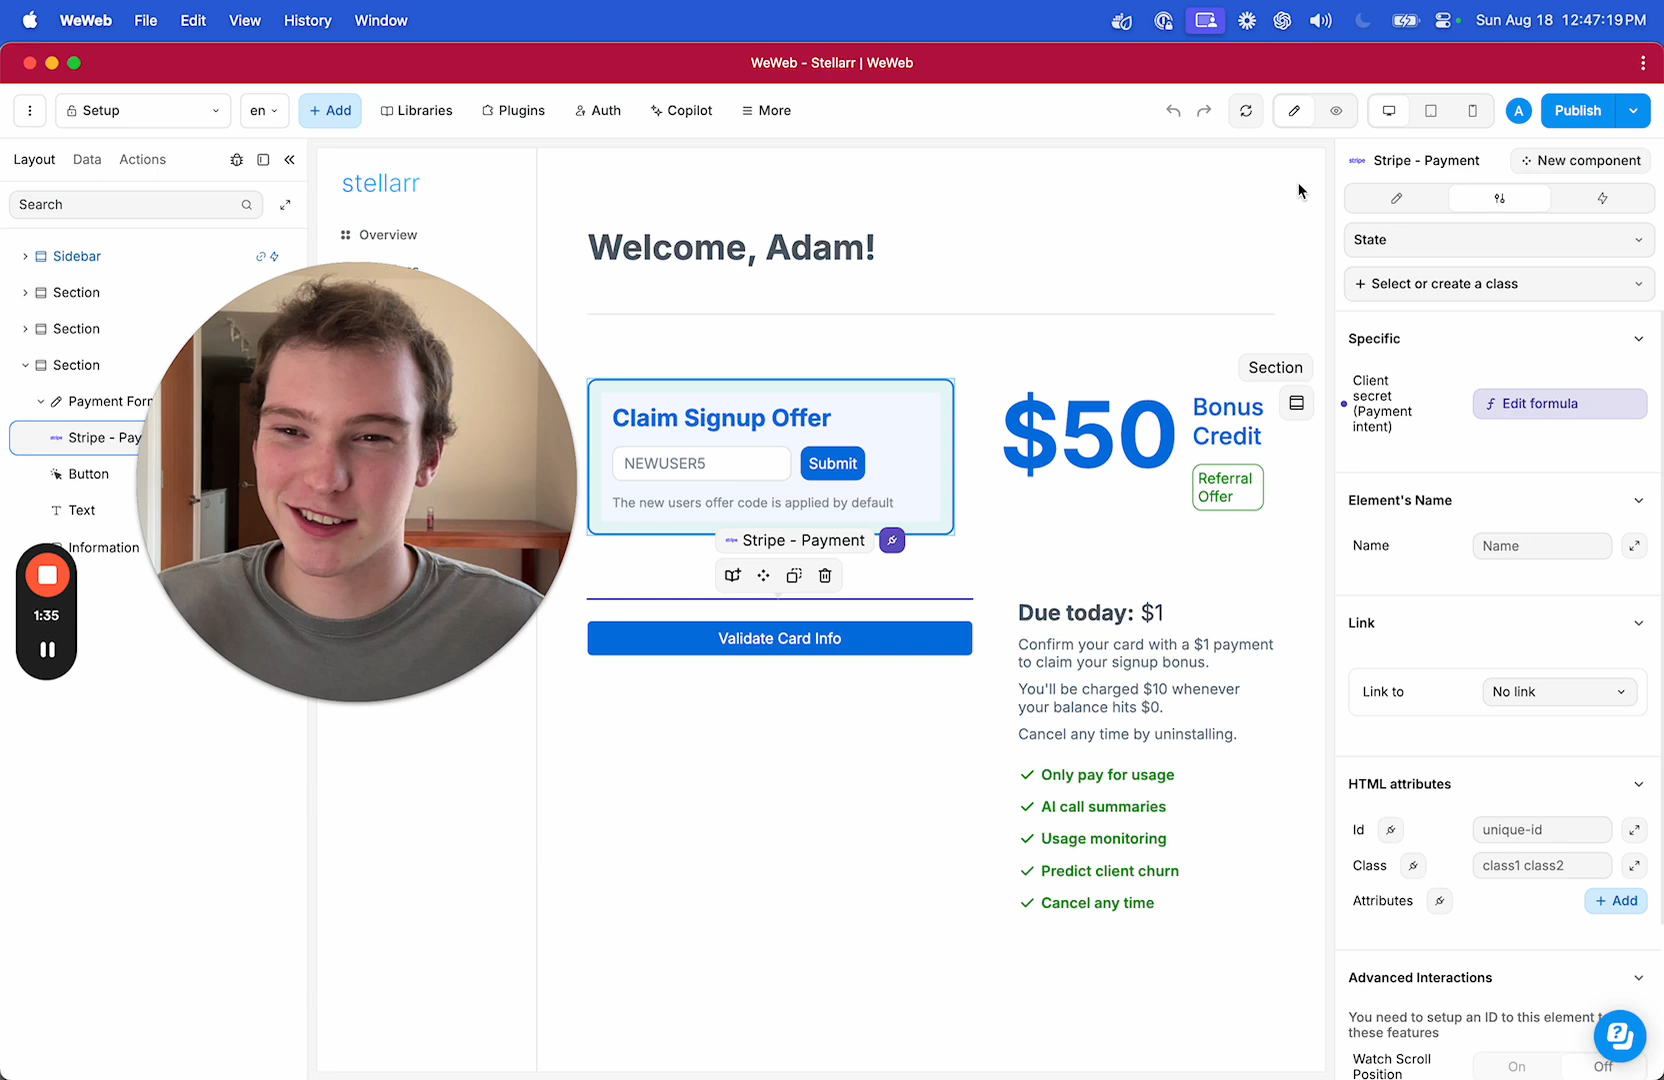 WeWeb File Edit View History Window
Sun Aug 18 12:47:19 PM
WeWeb - Stellarr | WeWeb
Setup
en
+ Add
Libraries
Plugins
Auth
Copilot
More
A
Publish
Layout Data Actions
Search
Sidebar
Section
Section
Section
Payment Forr
stripe Stripe - Pay
Button
Text
Information
1:35
stellarr
Overview
Welcome, Adam!
Claim Signup Offer
NEWUSER5
Submit
The new users offer code is applied by default
stripe Stripe - Payment
Validate Card Info
Section
$50
Bonus
Credit
Referral
Offer
Due today: $1
Confirm your card with a $1 payment
to claim your signup bonus.
You'll be charged $10 whenever
your balance hits $0.
Cancel any time by uninstalling.
Only pay for usage
AI call summaries
Usage monitoring
Predict client churn
Cancel any time
stripe Stripe - Payment
New component
State
+ Select or create a class
Specific
Client
secret
(Payment
intent)
Edit formula
Element's Name
Name
Name
Link
Link to
No link
HTML attributes
Id
unique-id
Class
class1 class2
Attributes
+ Add
Advanced Interactions
You need to setup an ID to this element
these features
Watch Scroll
Position
On
Off